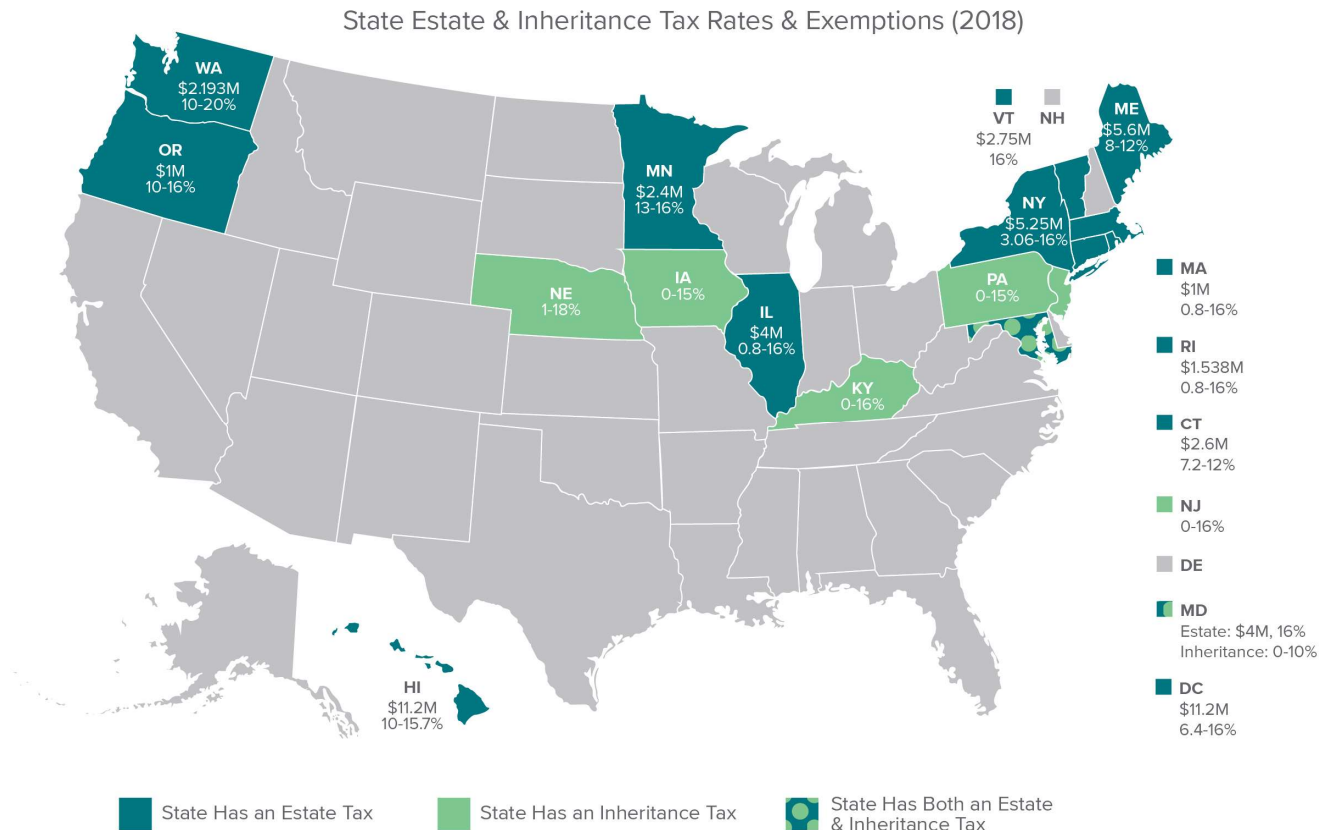 State Estate & Inheritance Tax Rates & Exemptions (2018)
WA
$2.193M
10-20%
OR
$1M
10-16%
MN
$2.4M
13-16%
VT
$2.75M
16%
NH
ME
$5.6M
8-12%
NY
$5.25M
3.06-16%
NE
1-18%
IA
0-15%
IL
$4M
0.8-16%
PA
0-15%
KY
0-16%
HI
$11.2M
10-15.7%
MA
$1M
0.8-16%
RI
$1.538M
0.8-16%
CT
$2.6M
7.2-12%
NJ
0-16%
DE
MD
Estate: $4M, 16%
Inheritance: 0-10%
DC
$11.2M
6.4-16%
State Has an Estate Tax
State Has an Inheritance Tax
State Has Both an Estate
& Inheritance Tax